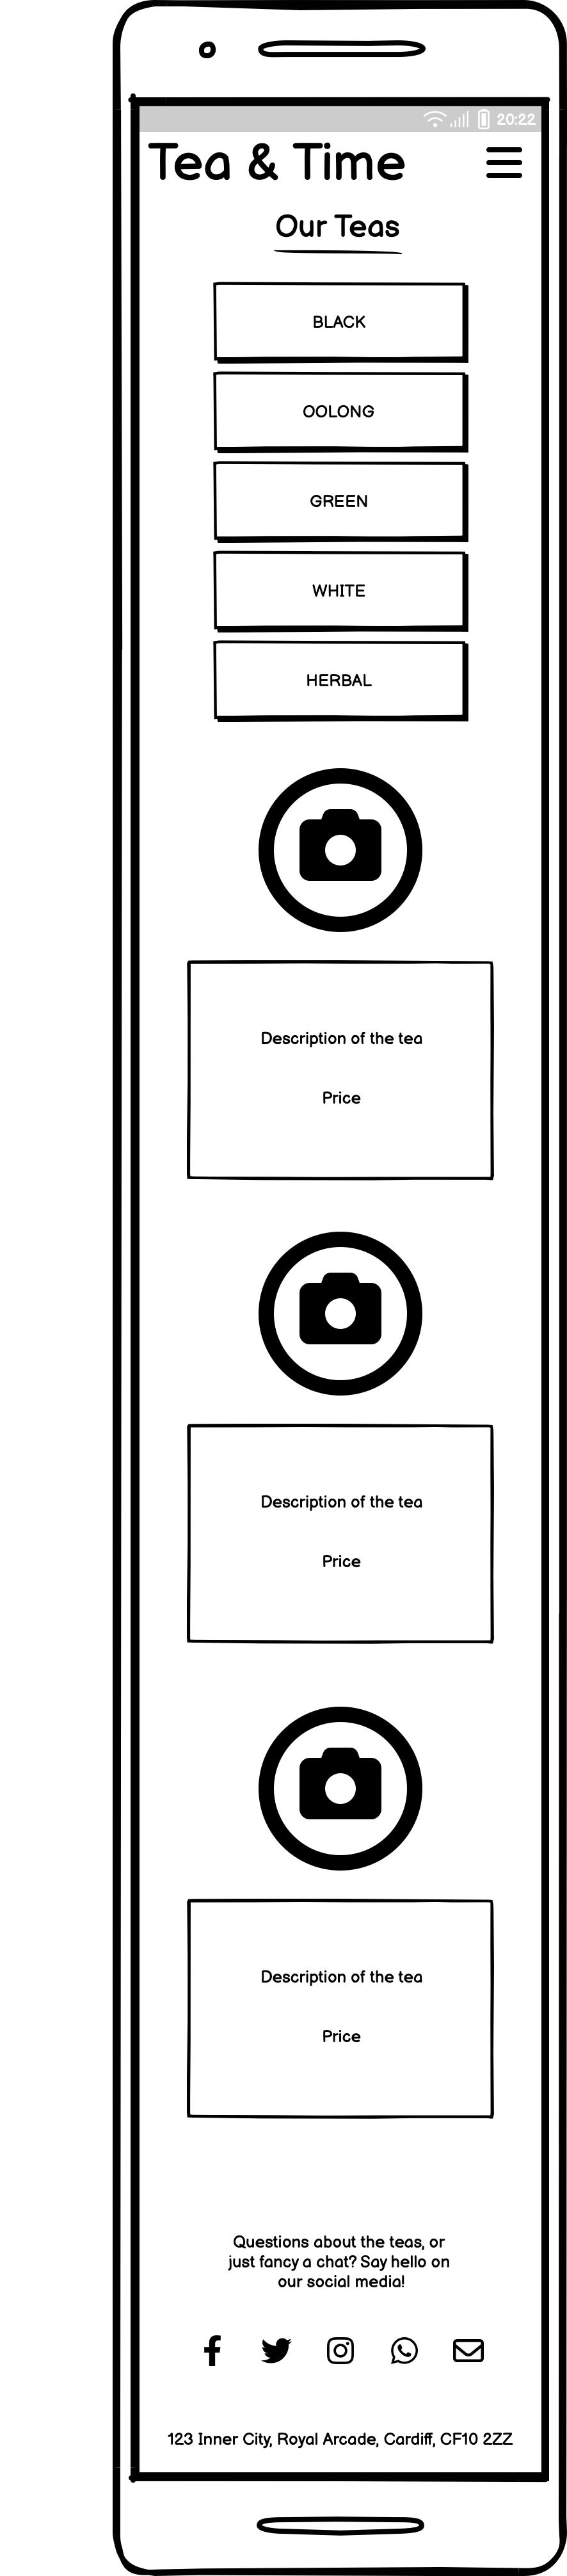 20:22
Tea & Time
Our Teas
BLACK
OOLONG
GREEN
WHITE
HERBAL
Description of the tea
Price
Description of the tea
Price
Description of the tea
Price
Questions about the teas, or
just fancy a chat? Say hello on
our social media!
123 Inner City, Royal Arcade, Cardiff, CF10 2ZZ